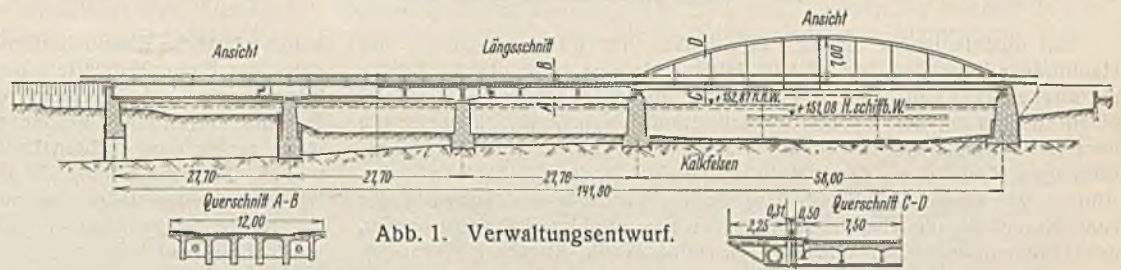 Ansicht
Ansicht
Längsschnitt
D
7,00
B
A
C
+ 152,87 H.H.W.
+ 151,08 H. schiffb. W.
Kalkfelsen
27,70
27,70
27,70
58,00
141,80
Querschnitt A-B
12,00
Querschnitt C-D
0,31
0,50
2,25
7,50
Abb. 1. Verwaltungsentwurf.